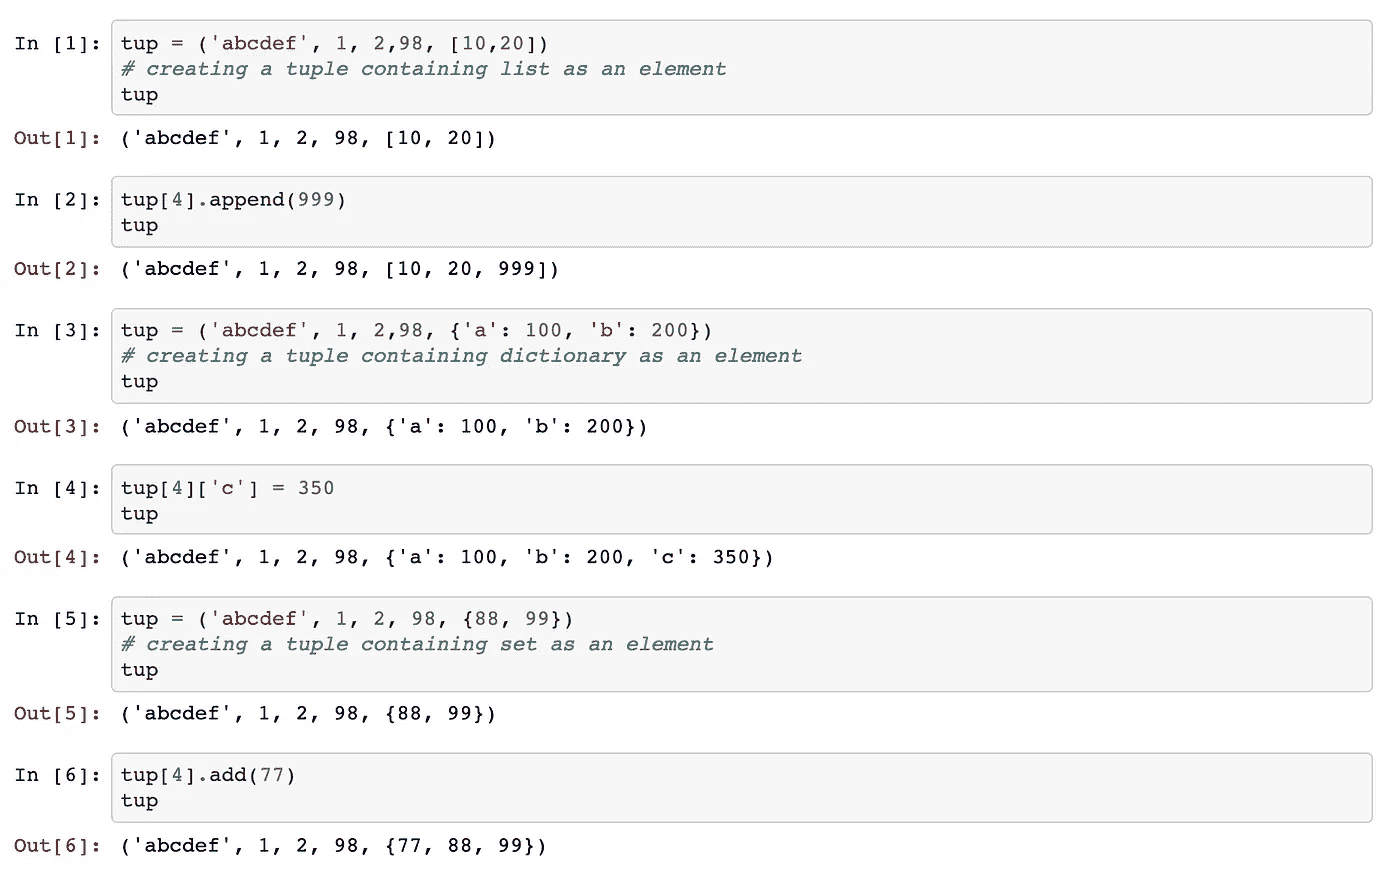 In [1]: tup = ('abcdef', 1, 2,98, [10,20])
# creating a tuple containing list as an element
tup
Out[1]: ('abcdef', 1, 2, 98, [10, 20])
In [2]: tup[4].append(999)
tup
Out[2]: ('abcdef', 1, 2, 98, [10, 20, 999])
In [3]: tup = ('abcdef', 1, 2,98, {'a': 100, 'b': 200})
# creating a tuple containing dictionary as an element
tup
Out[3]: ('abcdef', 1, 2, 98, {'a': 100, 'b': 200})
In [4]: tup[4]['c'] = 350
tup
Out[4]: ('abcdef', 1, 2, 98, {'a': 100, 'b': 200, 'c': 350})
In [5]: tup = ('abcdef', 1, 2, 98, {88, 99})
# creating a tuple containing set as an element
tup
Out[5]: ('abcdef', 1, 2, 98, {88, 99})
In [6]: tup[4].add(77)
tup
Out[6]: ('abcdef', 1, 2, 98, {77, 88, 99})